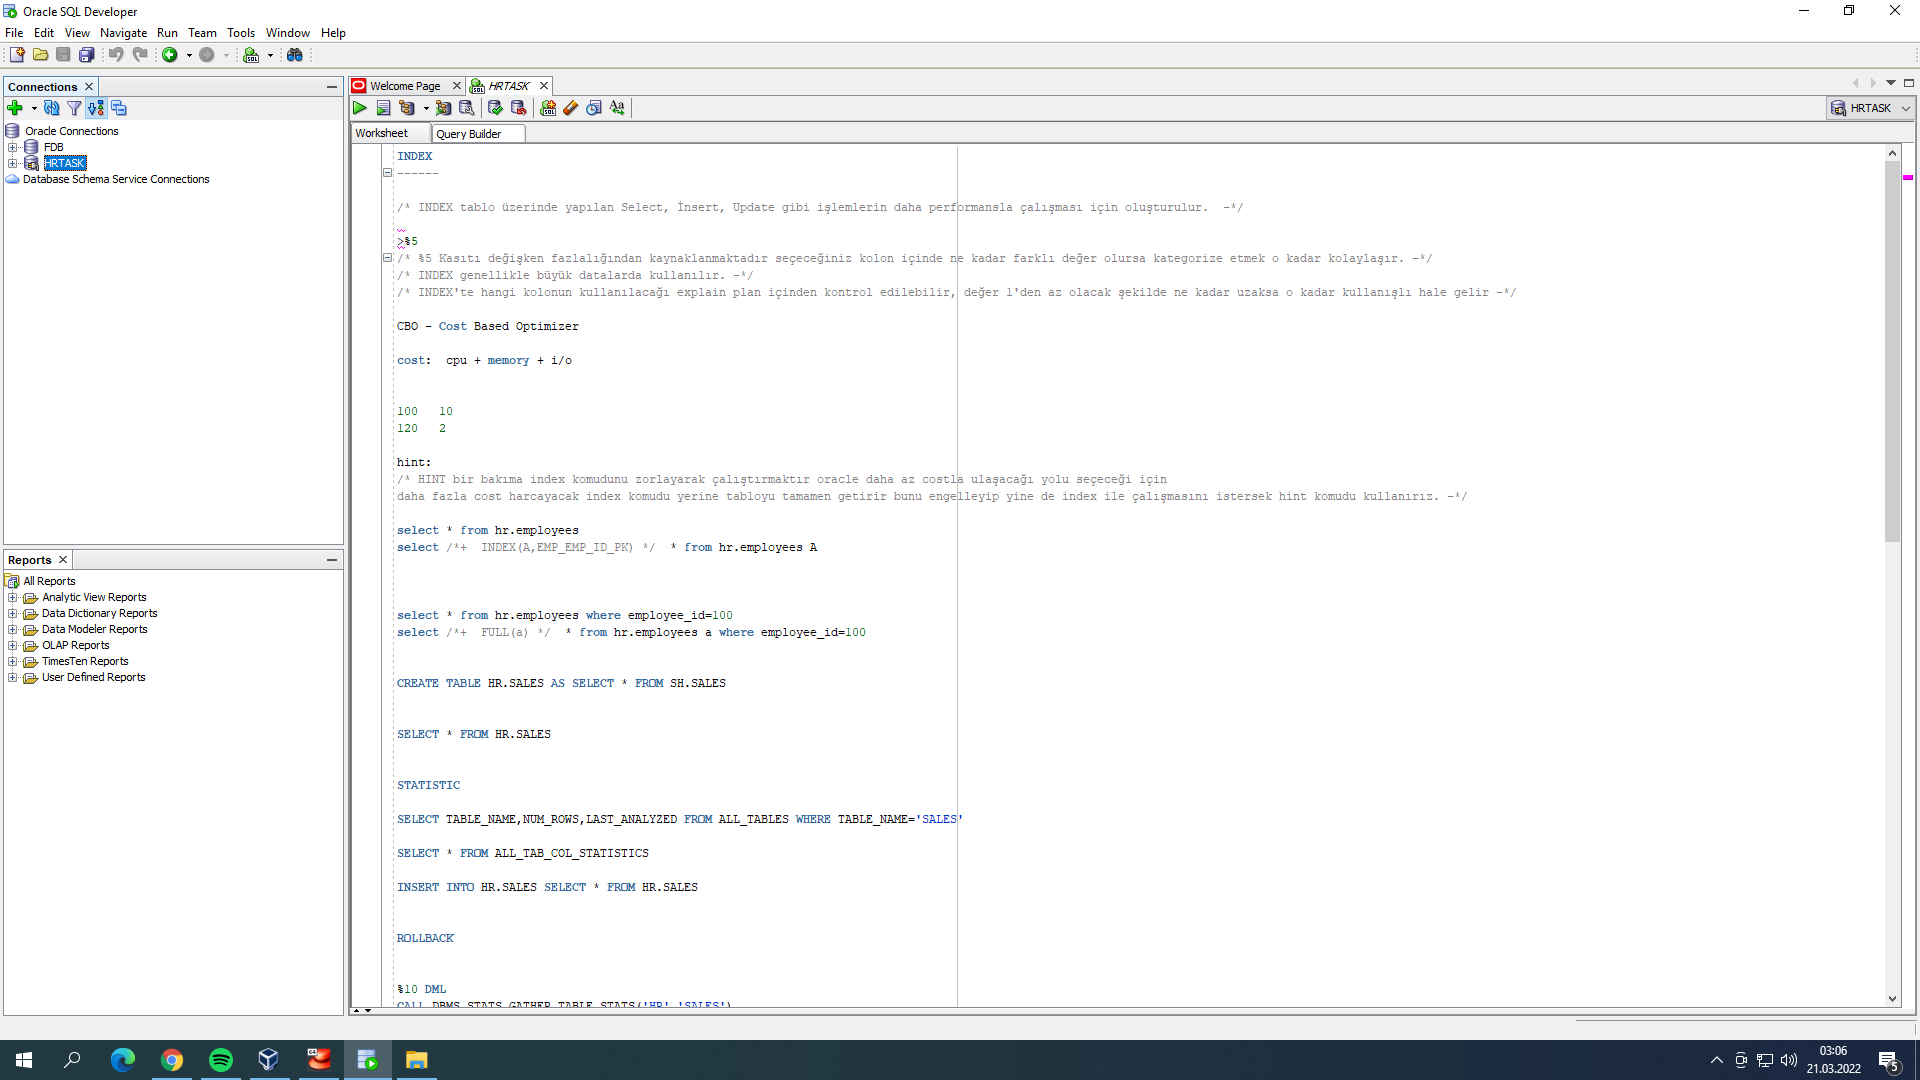 Oracle SQL Developer
File Edit View Navigate Run Team Tools Window Help
Connections
Oracle Connections
FDB
HRTASK
Database Schema Service Connections
Reports
All Reports
Analytic View Reports
Data Dictionary Reports
Data Modeler Reports
OLAP Reports
TimesTen Reports
User Defined Reports
Welcome Page HRTASK
HRTASK
Worksheet Query Builder
INDEX
------
/* INDEX tablo üzerinde yapılan Select, İnsert, Update gibi işlemlerin daha performansla çalışması için oluşturulur.  -*/
>%5
/* %5 Kasıtı değişken fazlalığından kaynaklanmaktadır seçeceğiniz kolon içinde ne kadar farklı değer olursa kategorize etmek o kadar kolaylaşır. -*/
/* INDEX genellikle büyük datalarda kullanılır. -*/
/* INDEX'te hangi kolonun kullanılacağı explain plan içinden kontrol edilebilir, değer 1'den az olacak şekilde ne kadar uzaksa o kadar kullanışlı hale gelir -*/
CBO - Cost Based Optimizer
cost:  cpu + memory + i/o
100   10
120   2
hint:
/* HINT bir bakıma index komudunu zorlayarak çalıştırmaktır oracle daha az costla ulaşacağı yolu seçeceği için
daha fazla cost harcayacak index komudu yerine tabloyu tamamen getirir bunu engelleyip yine de index ile çalışmasını istersek hint komudu kullanırız. -*/
select * from hr.employees
select /*+  INDEX(A,EMP_EMP_ID_PK) */  * from hr.employees A
select * from hr.employees where employee_id=100
select /*+  FULL(a) */  * from hr.employees a where employee_id=100
CREATE TABLE HR.SALES AS SELECT * FROM SH.SALES
SELECT * FROM HR.SALES
STATISTIC
SELECT TABLE_NAME,NUM_ROWS,LAST_ANALYZED FROM ALL_TABLES WHERE TABLE_NAME='SALES'
SELECT * FROM ALL_TAB_COL_STATISTICS
INSERT INTO HR.SALES SELECT * FROM HR.SALES
ROLLBACK
%10 DML
CALL DBMS_STATS.GATHER_TABLE_STATS('HR','SALES')
03:06
21.03.2022
5